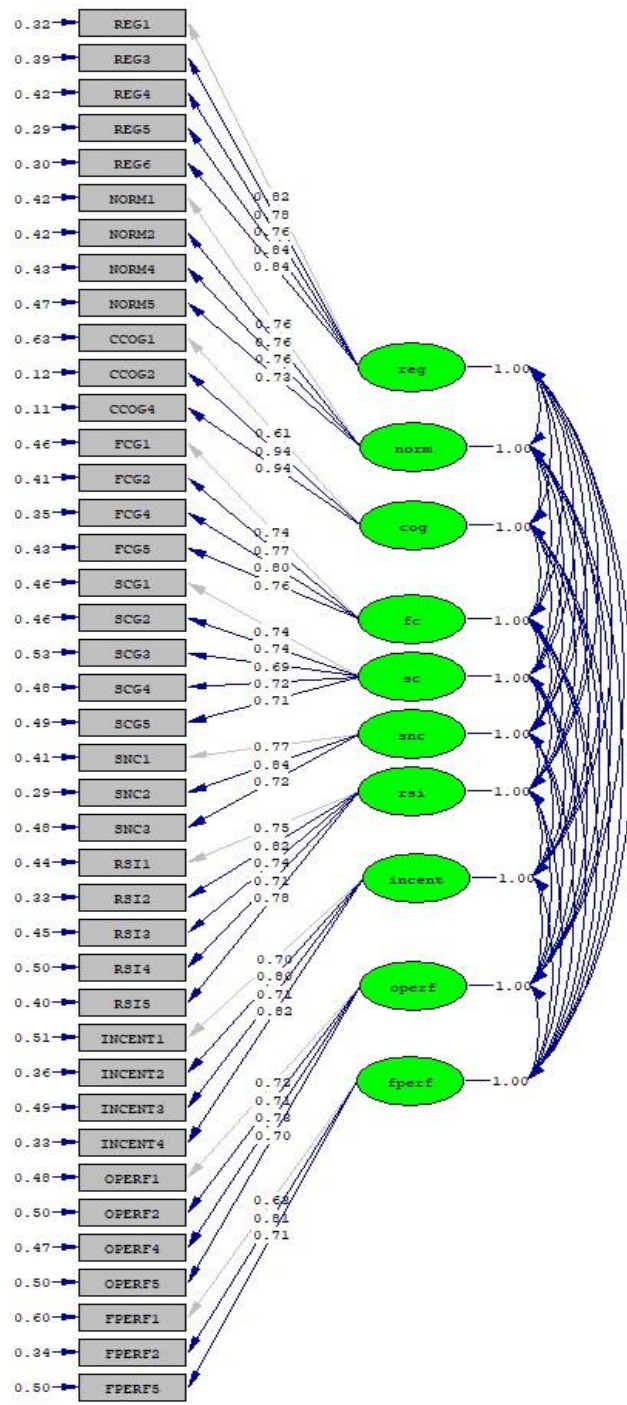 0.32 REG1
0.39 REG3
0.42 REG4
0.29 REG5
0.30 REG6
0.42 NORM1
0.42 NORM2
0.43 NORM4
0.47 NORM5
0.63 CCOG1
0.12 CCOG2
0.11 CCOG4
0.46 FCG1
0.41 FCG2
0.35 FCG4
0.43 FCG5
0.46 SCG1
0.46 SCG2
0.53 SCG3
0.48 SCG4
0.49 SCG5
0.41 SNC1
0.29 SNC2
0.48 SNC3
0.44 RSI1
0.33 RSI2
0.45 RSI3
0.50 RSI4
0.40 RSI5
0.51 INCENT1
0.36 INCENT2
0.49 INCENT3
0.33 INCENT4
0.48 OPERF1
0.50 OPERF2
0.47 OPERF4
0.50 OPERF5
0.60 FPERF1
0.34 FPERF2
0.50 FPERF5
0.82
0.78
0.76
0.84
0.84
0.76
0.76
0.76
0.73
0.61
0.94
0.94
0.74
0.77
0.80
0.76
0.74
0.74
0.69
0.72
0.71
0.77
0.84
0.72
0.75
0.82
0.74
0.71
0.78
0.70
0.80
0.71
0.82
0.72
0.71
0.73
0.70
0.63
0.81
0.71
reg 1.00
norm 1.00
cog 1.00
fc 1.00
sc 1.00
snc 1.00
rsi 1.00
incent 1.00
operf 1.00
fperf 1.00